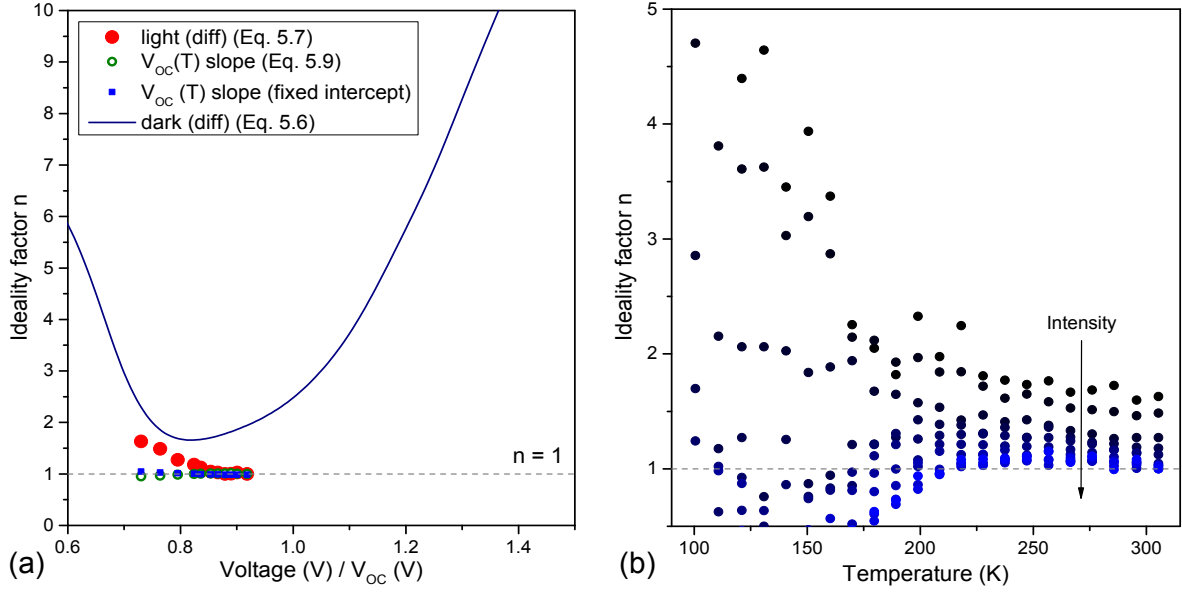 10
9
8
7
6
5
4
3
2
1
0
Ideality factor n
light (diff) (Eq. 5.7)
V_OC(T) slope (Eq. 5.9)
V_OC (T) slope (fixed intercept)
dark (diff) (Eq. 5.6)
n = 1
0.6 0.8 1.0 1.2 1.4
Voltage (V) / V_OC (V)
(a)
5
4
3
2
1
Ideality factor n
Intensity
100 150 200 250 300
Temperature (K)
(b)